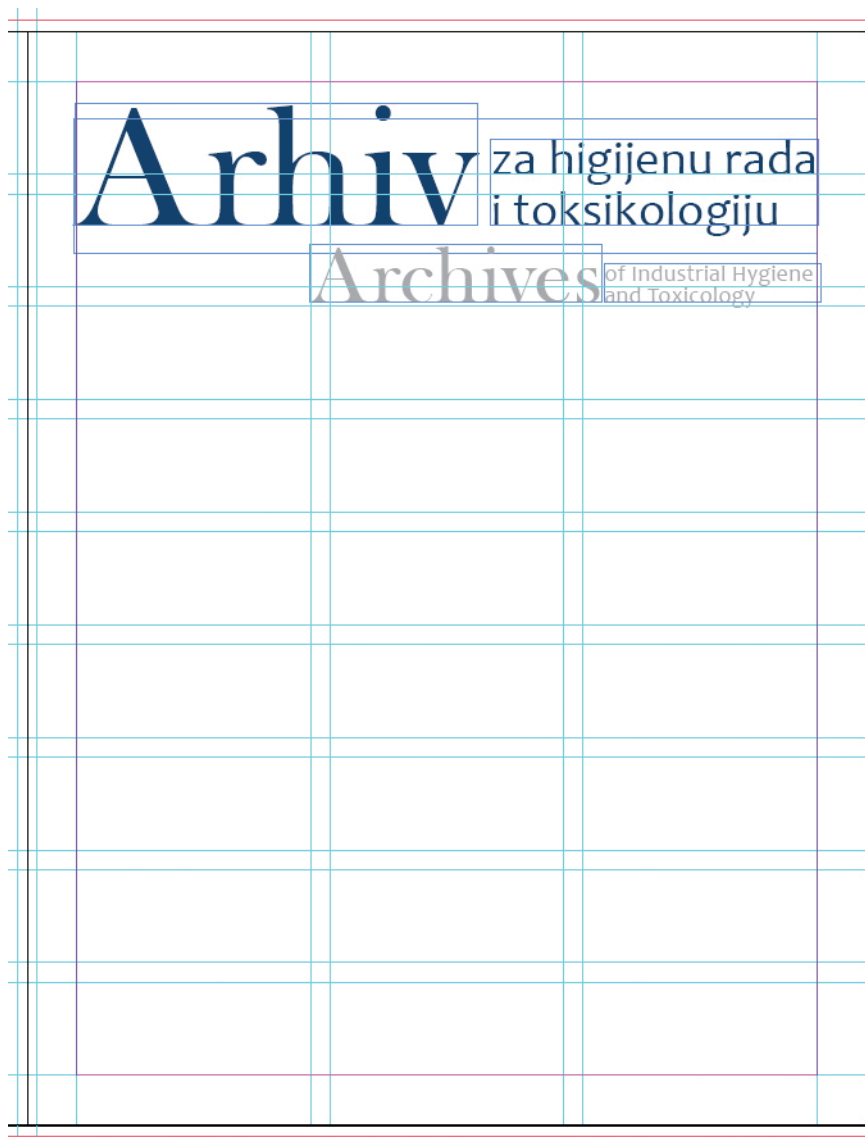 Arhiv za higijenu rada
i toksikologiju
Archives of Industrial Hygiene
and Toxicology